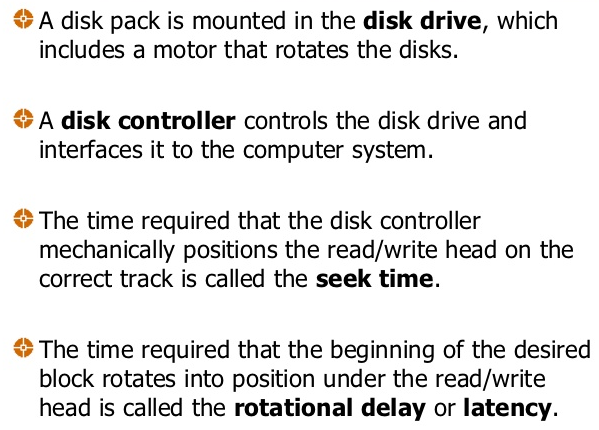 A disk pack is mounted in the disk drive, which
includes a motor that rotates the disks.
A disk controller controls the disk drive and
interfaces it to the computer system.
The time required that the disk controller
mechanically positions the read/write head on the
correct track is called the seek time.
The time required that the beginning of the desired
block rotates into position under the read/write
head is called the rotational delay or latency.